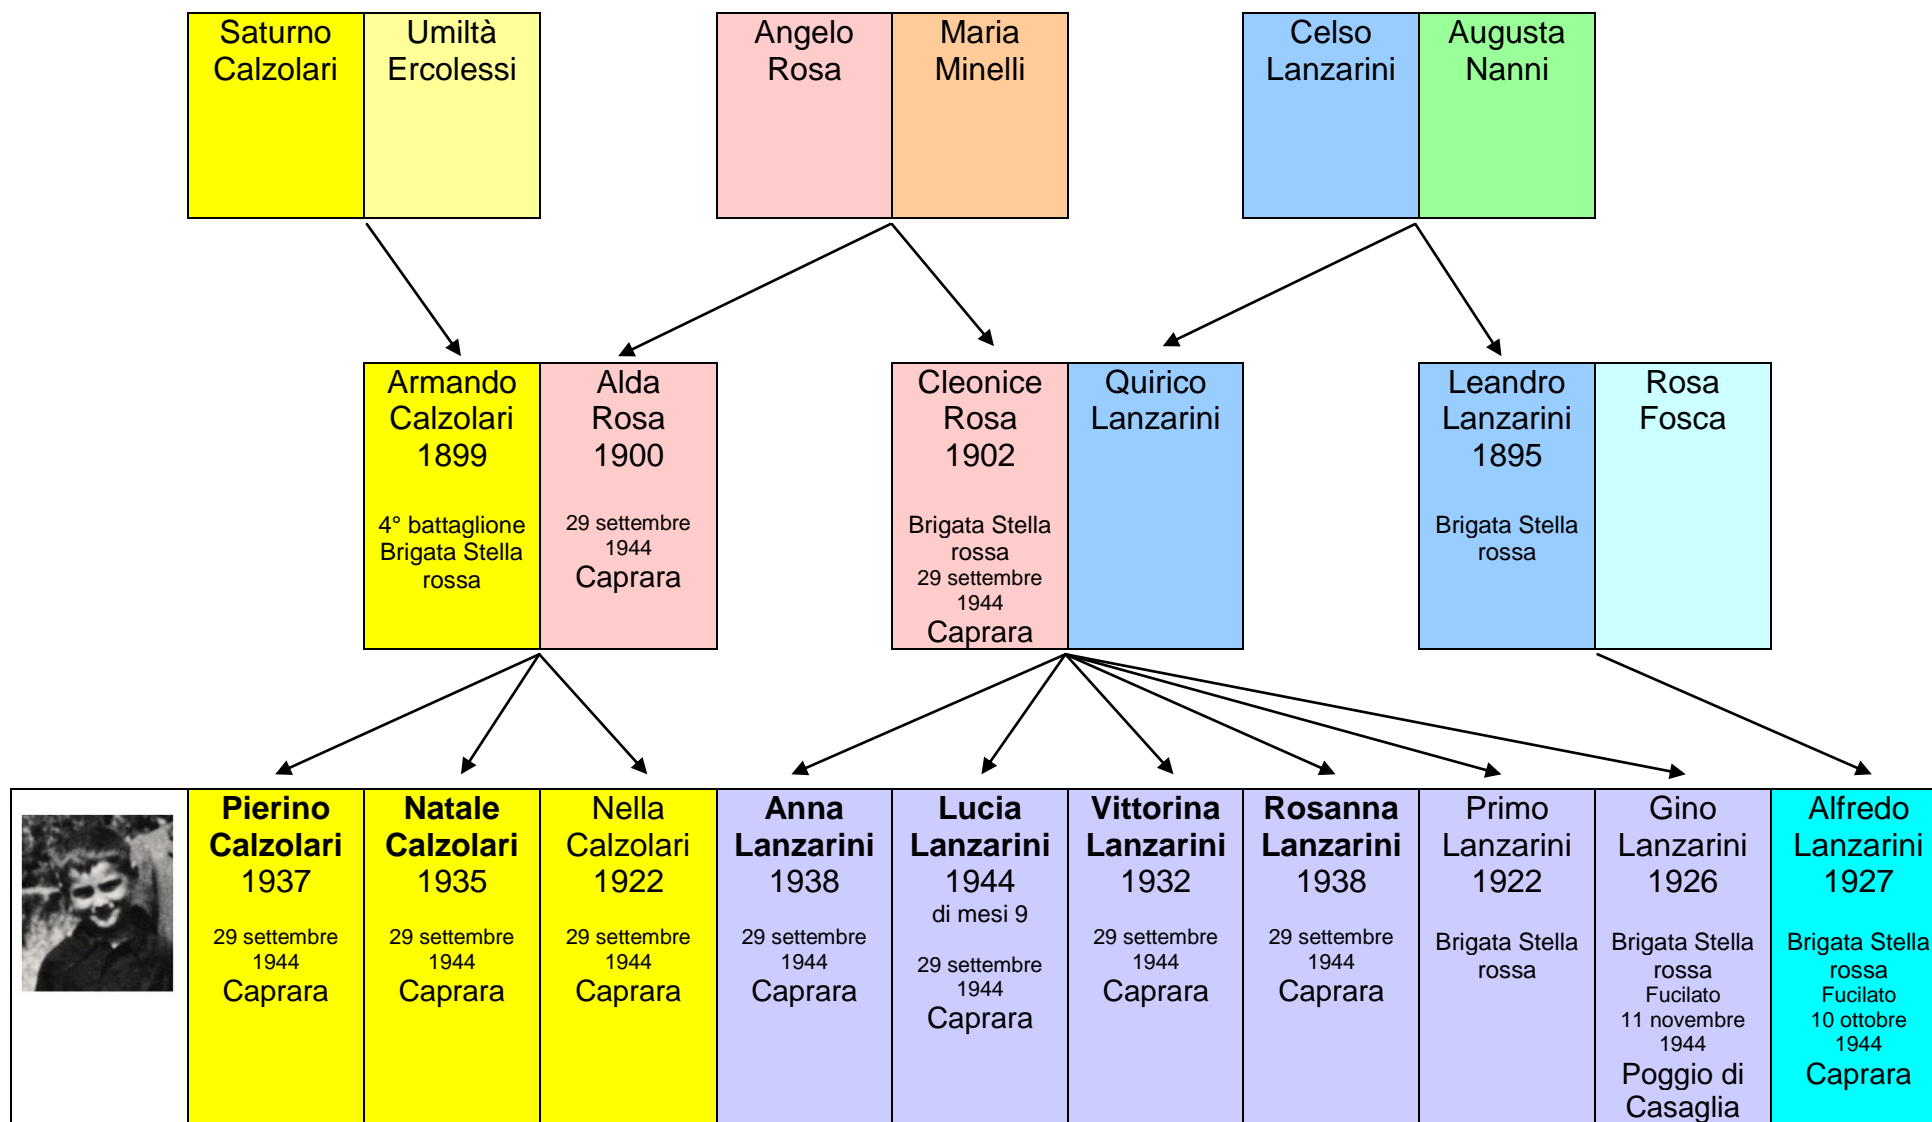 Saturno
Calzolari
Umiltà
Ercolessi
Angelo
Rosa
Maria
Minelli
Celso
Lanzarini
Augusta
Nanni
Armando
Calzolari
1899
4° battaglione
Brigata Stella
rossa
Alda
Rosa
1900
29 settembre
1944
Caprara
Cleonice
Rosa
1902
Brigata Stella
rossa
29 settembre
1944
Caprara
Quirico
Lanzarini
Leandro
Lanzarini
1895
Brigata Stella
rossa
Rosa
Fosca
Pierino
Calzolari
1937
29 settembre
1944
Caprara
Natale
Calzolari
1935
29 settembre
1944
Caprara
Nella
Calzolari
1922
29 settembre
1944
Caprara
Anna
Lanzarini
1938
29 settembre
1944
Caprara
Lucia
Lanzarini
1944
di mesi 9
29 settembre
1944
Caprara
Vittorina
Lanzarini
1932
29 settembre
1944
Caprara
Rosanna
Lanzarini
1938
29 settembre
1944
Caprara
Primo
Lanzarini
1922
Brigata Stella
rossa
Gino
Lanzarini
1926
Brigata Stella
rossa
Fucilato
11 novembre
1944
Poggio di
Casaglia
Alfredo
Lanzarini
1927
Brigata Stella
rossa
Fucilato
10 ottobre
1944
Caprara